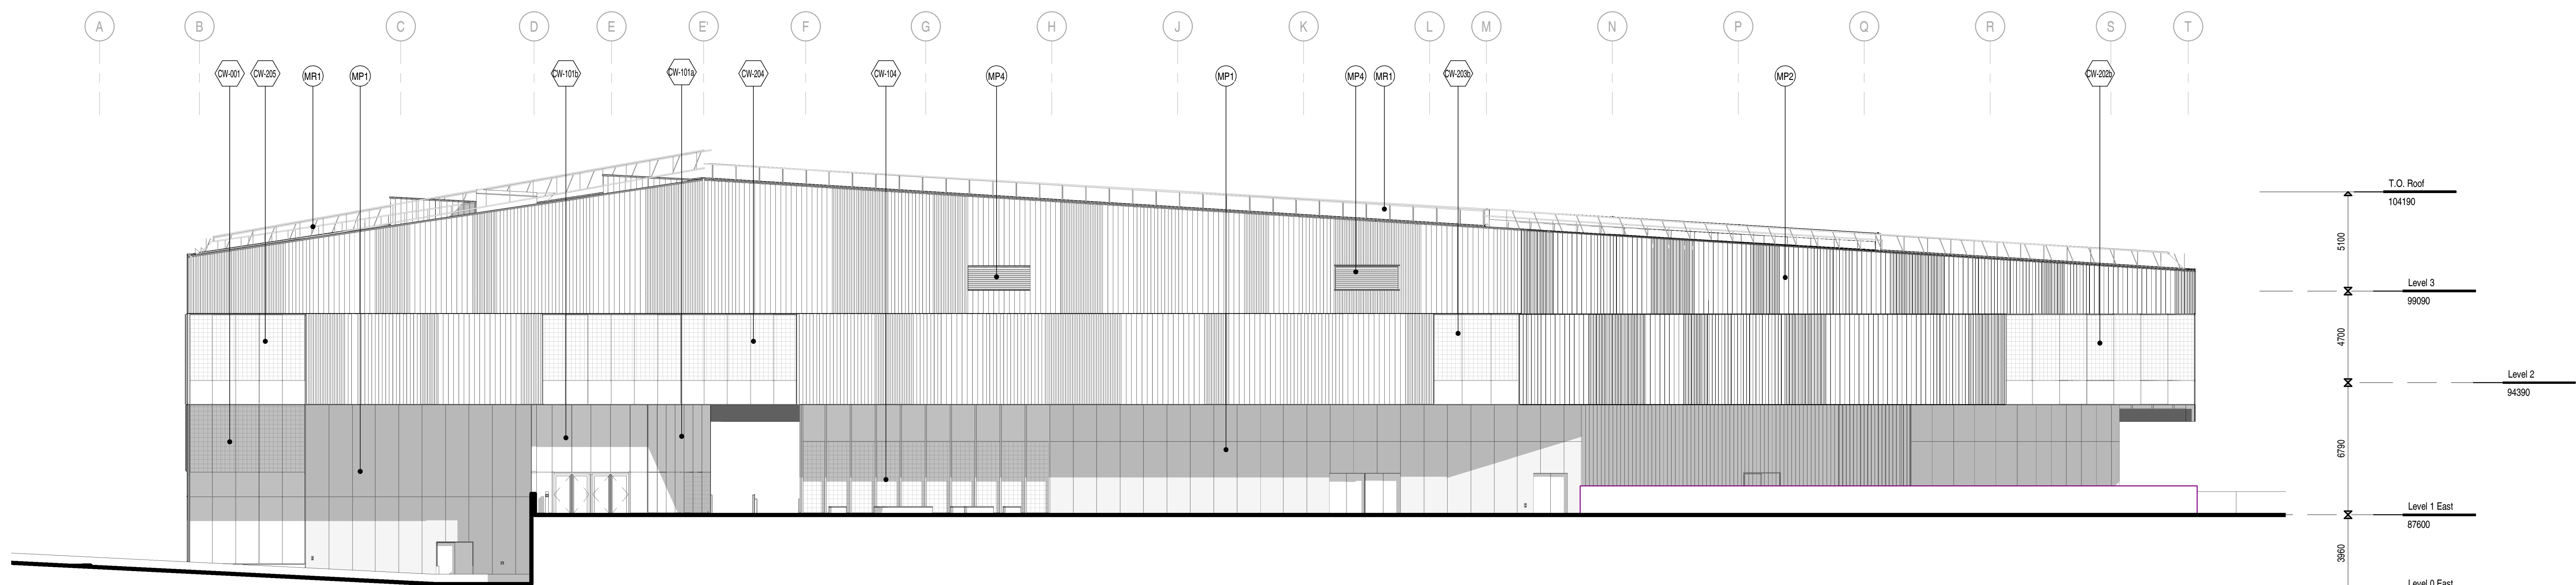 A B C D E E' F G H J K L M N P Q R S T
CW-001 CW-205 MR1 MP1 CW-101b CW-101a CW-204 CW-104 MP4 MP1 MP4 MR1 CW-203b MP2 CW-202b
T.O. Roof
104190
5100
Level 3
99090
4700
Level 2
94390
6790
Level 1 East
87600
3960
Level 0 East